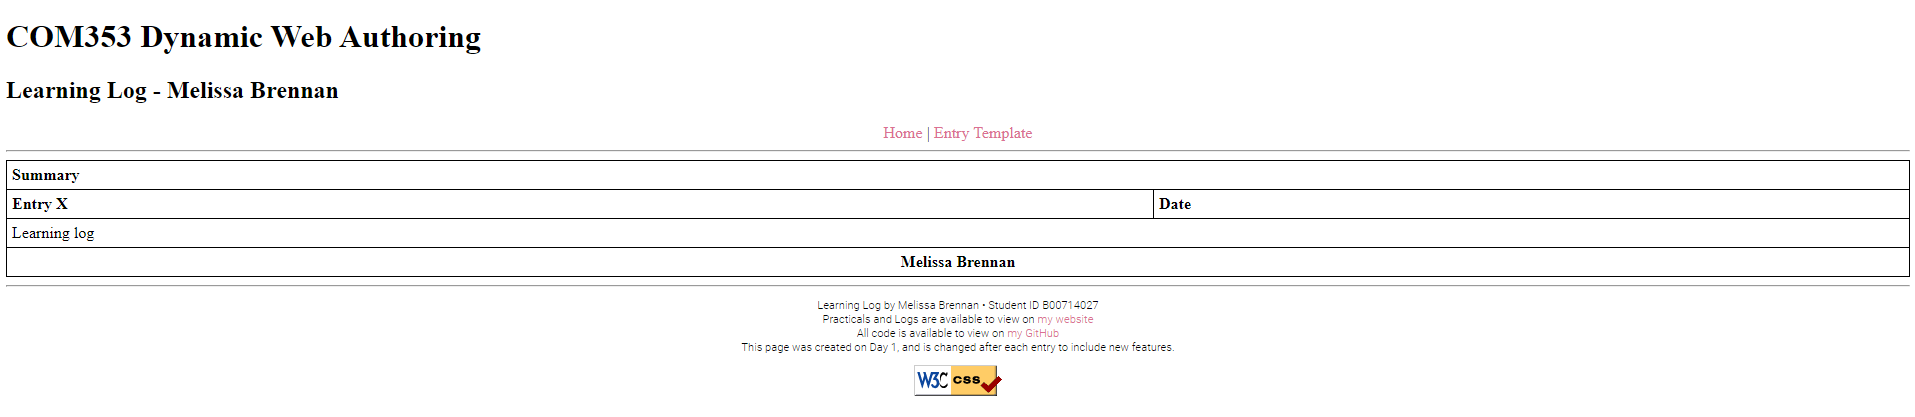 COM353 Dynamic Web Authoring
Learning Log - Melissa Brennan
Home | Entry Template
Summary
Entry X Date
Learning log
Melissa Brennan
Learning Log by Melissa Brennan • Student ID B00714027
Practicals and Logs are available to view on my website
All code is available to view on my GitHub
This page was created on Day 1, and is changed after each entry to include new features.
W3C css